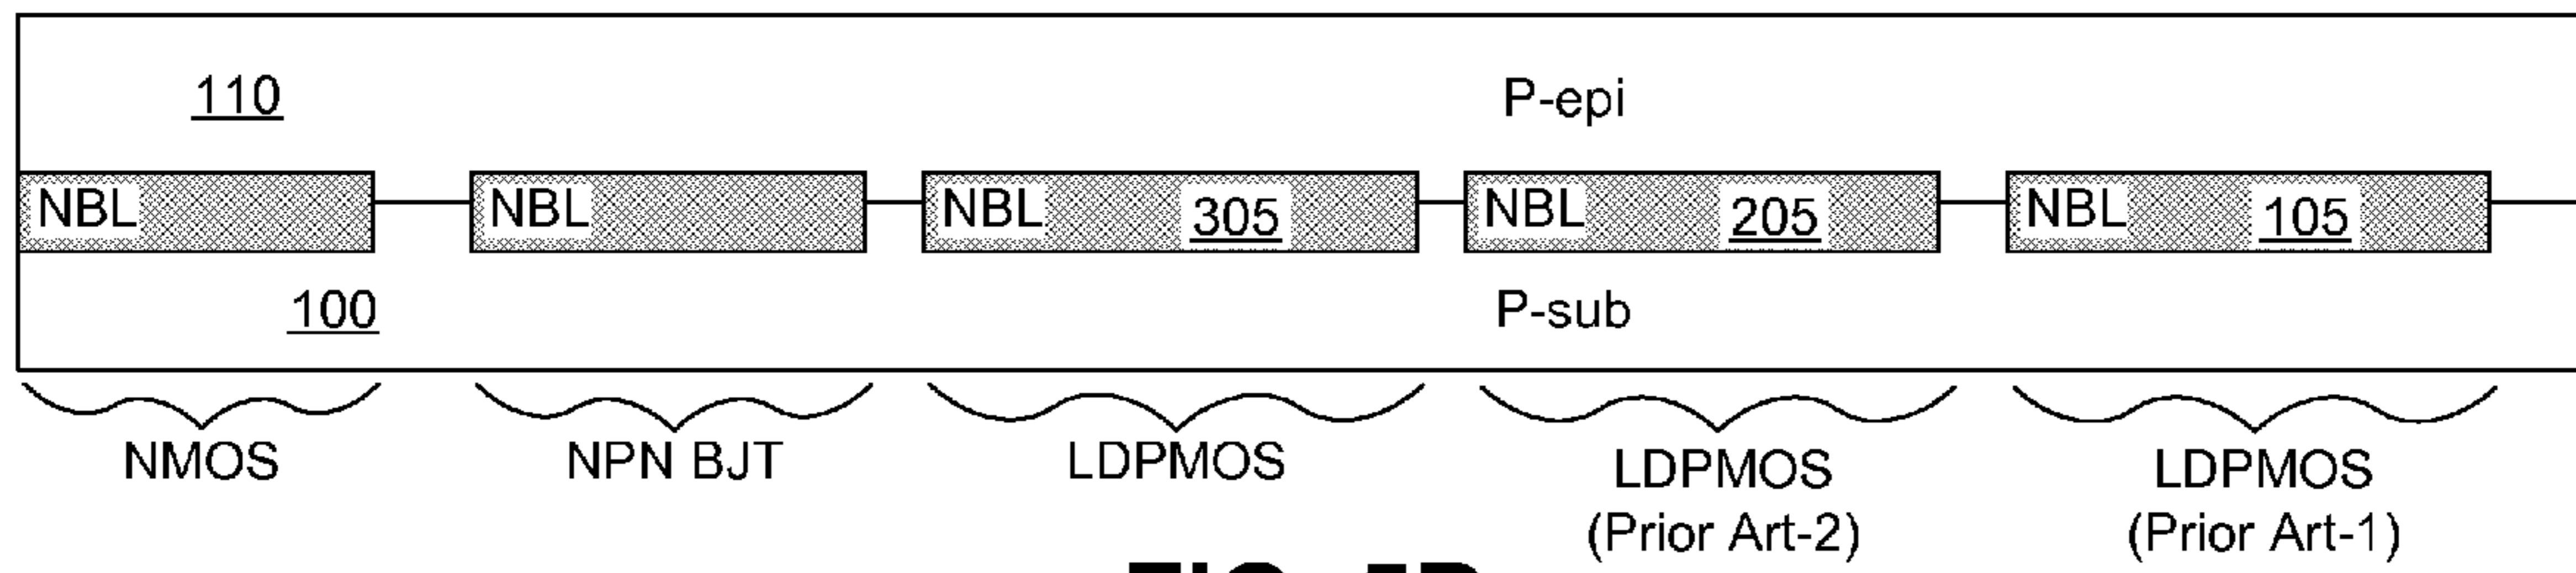 110 P-epi
NBL NBL NBL 305 NBL 205 NBL 105
100 P-sub
NMOS NPN BJT LDPMOS LDPMOS LDPMOS
(Prior Art-2) (Prior Art-1)